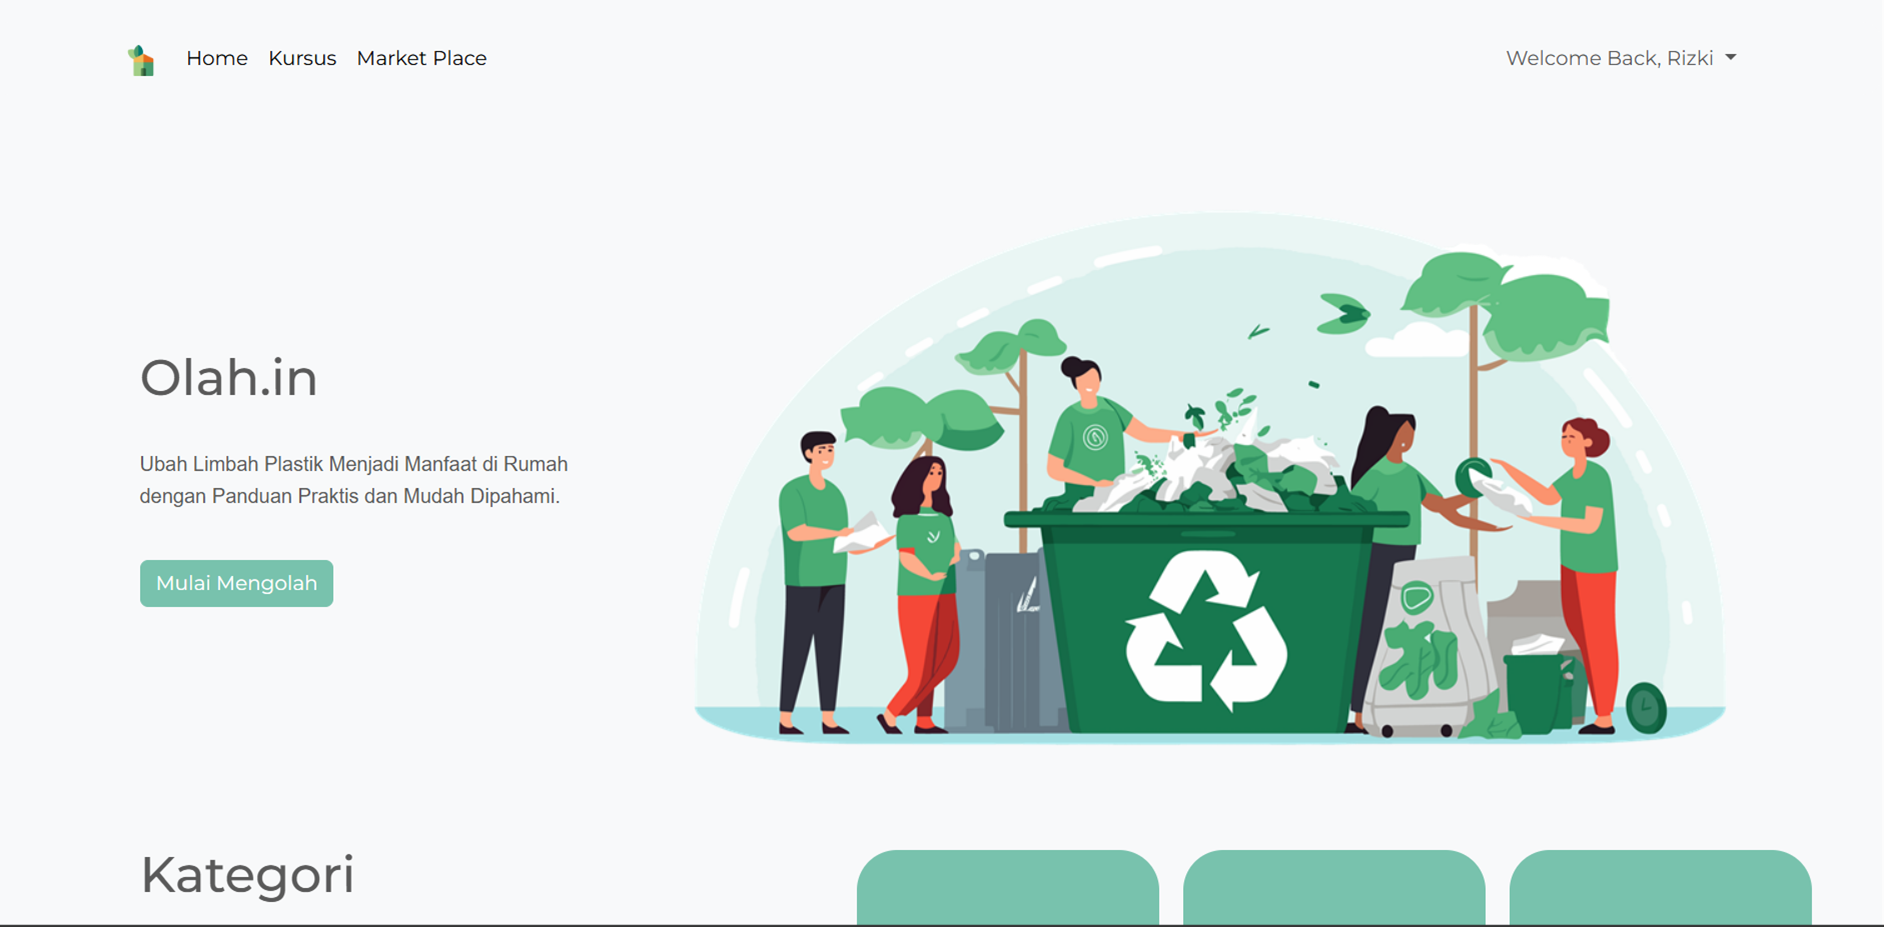 Home Kursus Market Place
Welcome Back, Rizki
Olah.in
Ubah Limbah Plastik Menjadi Manfaat di Rumah
dengan Panduan Praktis dan Mudah Dipahami.
Mulai Mengolah
Kategori